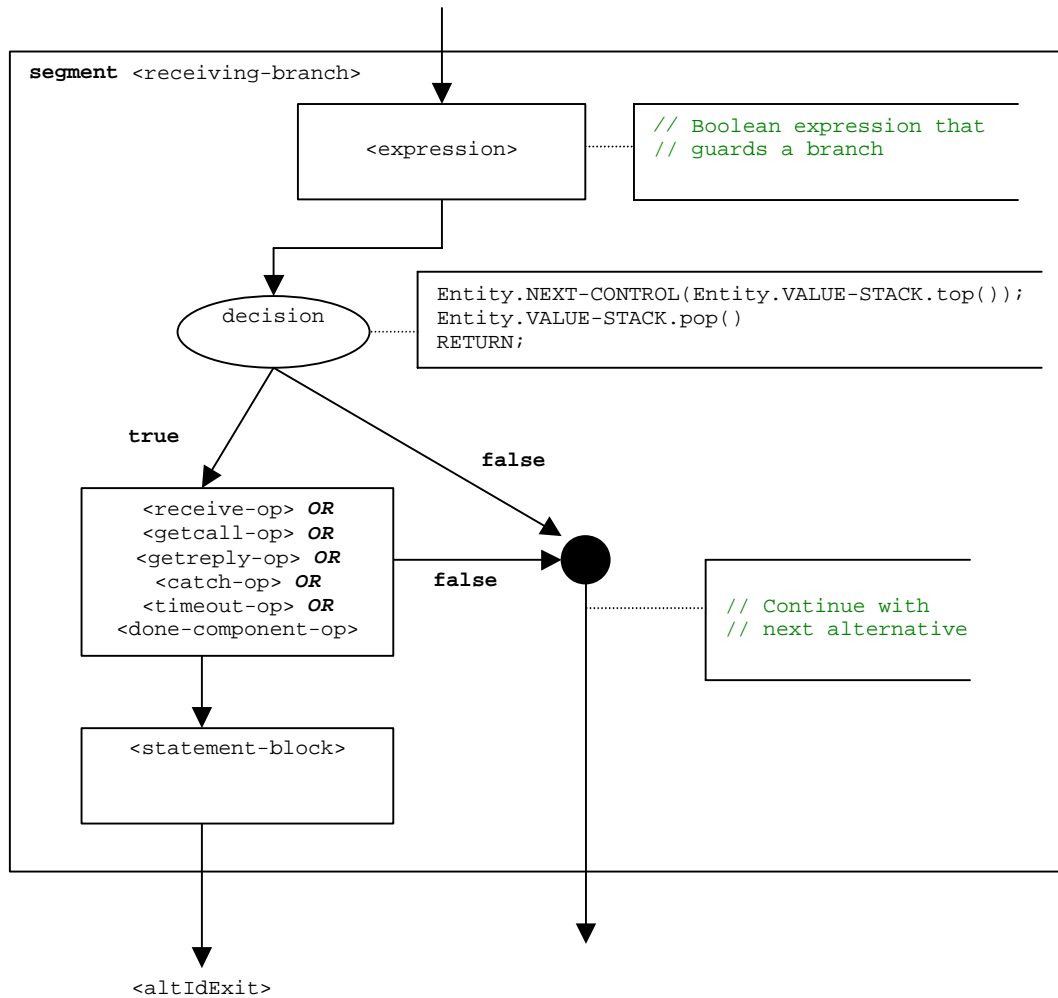 segment <receiving-branch>
<expression>
// Boolean expression that
// guards a branch
decision
Entity.NEXT-CONTROL(Entity.VALUE-STACK.top());
Entity.VALUE-STACK.pop()
RETURN;
true
false
<receive-op> OR
<getcall-op> OR
<getreply-op> OR
<catch-op> OR
<timeout-op> OR
<done-component-op>
false
// Continue with
// next alternative
<statement-block>
<altIdExit>